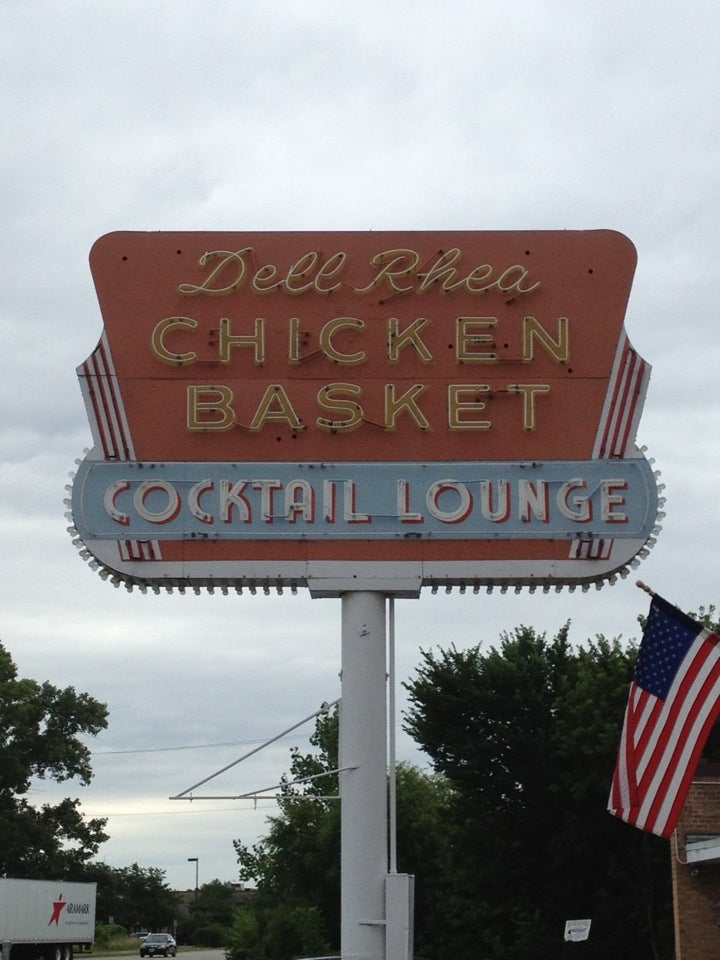 Dell Rhea
CHICKEN
BASKET
COCKTAIL LOUNGE
ARAMARK